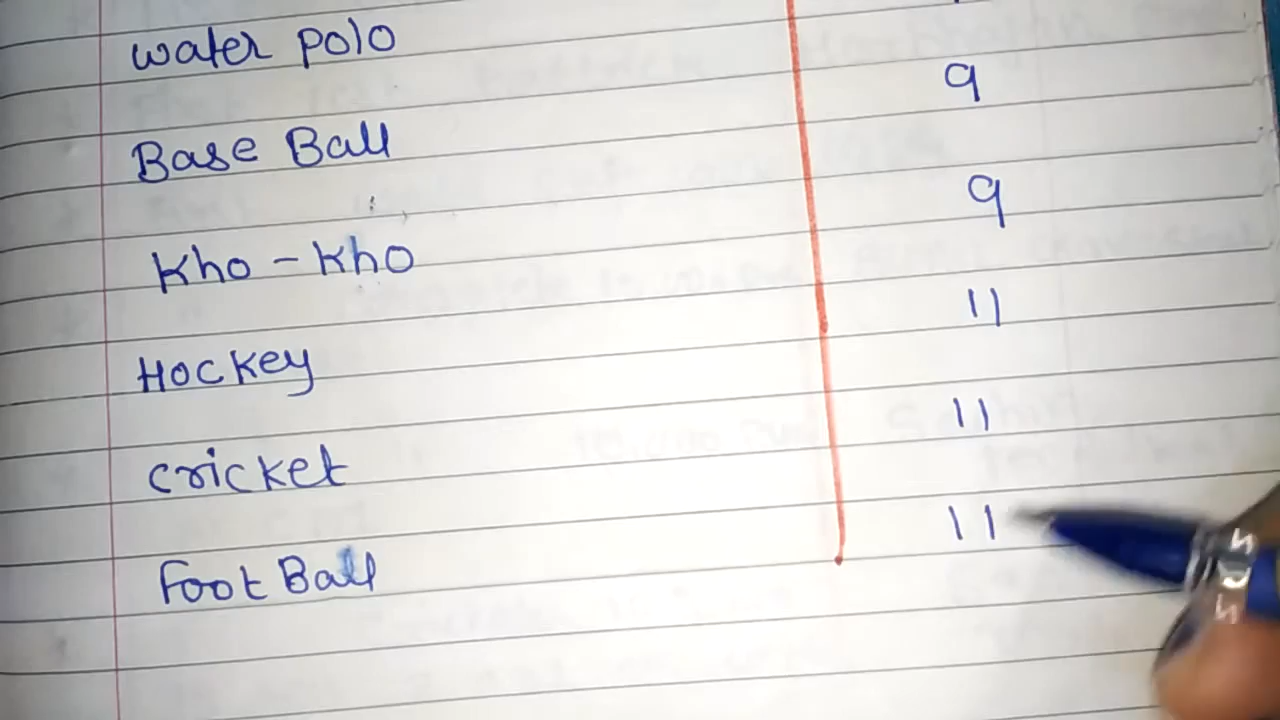 water polo
Base Ball 9
Kho - Kho 9
Hockey 11
cricket 11
Foot Ball 11